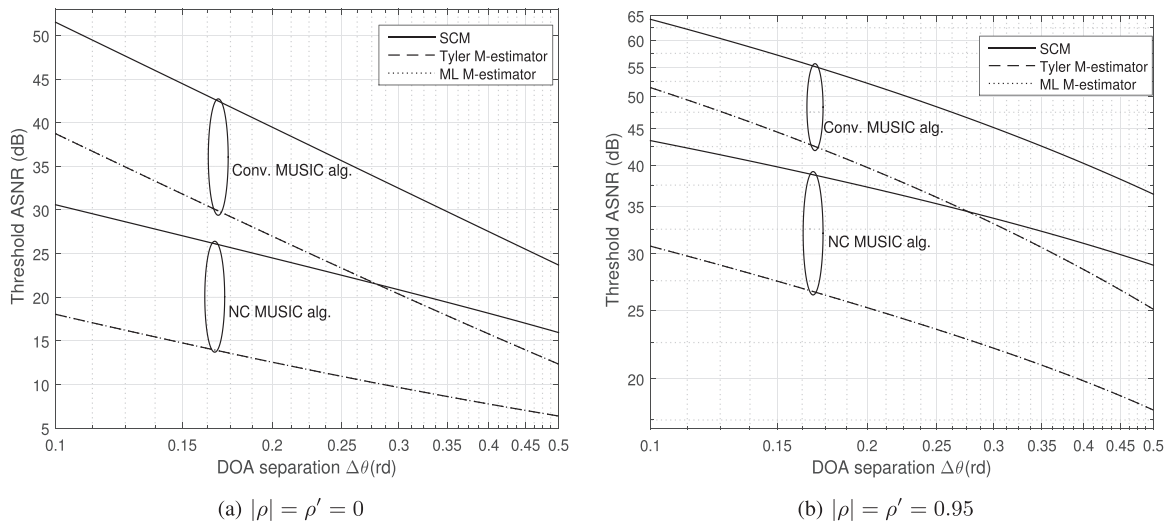 50
45
40
35
30
25
20
15
10
5
Threshold ASNR (dB)
SCM
Tyler M-estimator
ML M-estimator
Conv. MUSIC alg.
NC MUSIC alg.
0.1 0.15 0.2 0.25 0.3 0.35 0.4 0.45 0.5
DOA separation Δθ(rd)
(a) |ρ| = ρ′ = 0
65
60
55
50
45
40
35
30
25
20
Threshold ASNR (dB)
SCM
Tyler M-estimator
ML M-estimator
Conv. MUSIC alg.
NC MUSIC alg.
0.1 0.15 0.2 0.25 0.3 0.35 0.4 0.45 0.5
DOA separation Δθ(rd)
(b) |ρ| = ρ′ = 0.95